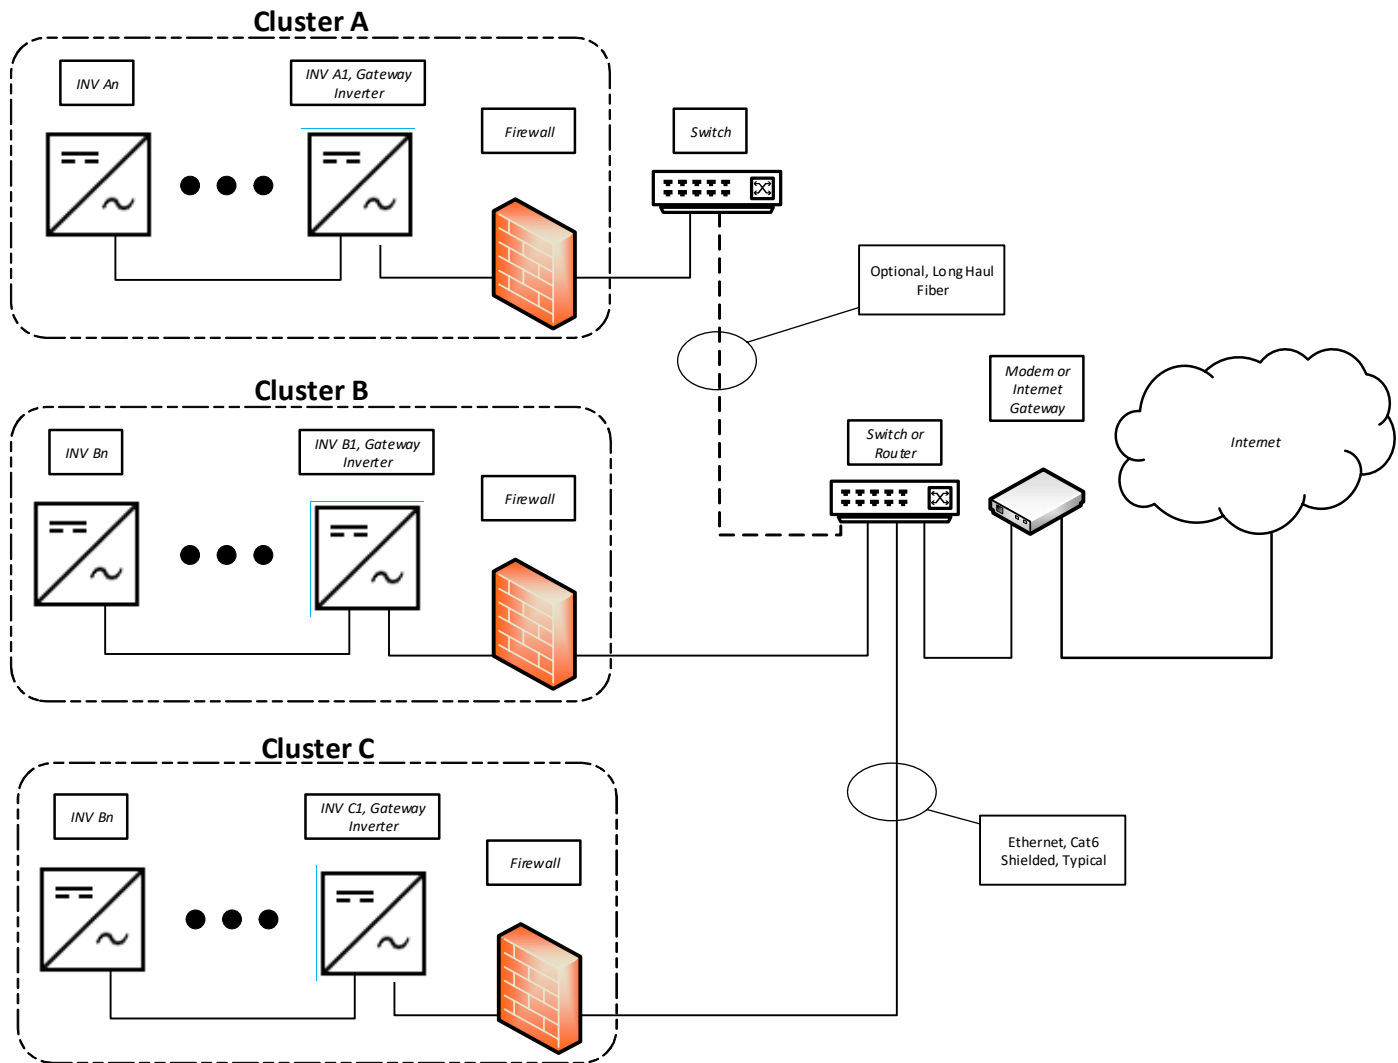 Cluster A
INV An
INV A1, Gateway
Inverter
Firewall
Switch
Optional, Long Haul
Fiber
Cluster B
INV Bn
INV B1, Gateway
Inverter
Firewall
Switch or
Router
Modem or
Internet
Gateway
Internet
Cluster C
INV Bn
INV C1, Gateway
Inverter
Firewall
Ethernet, Cat6
Shielded, Typical